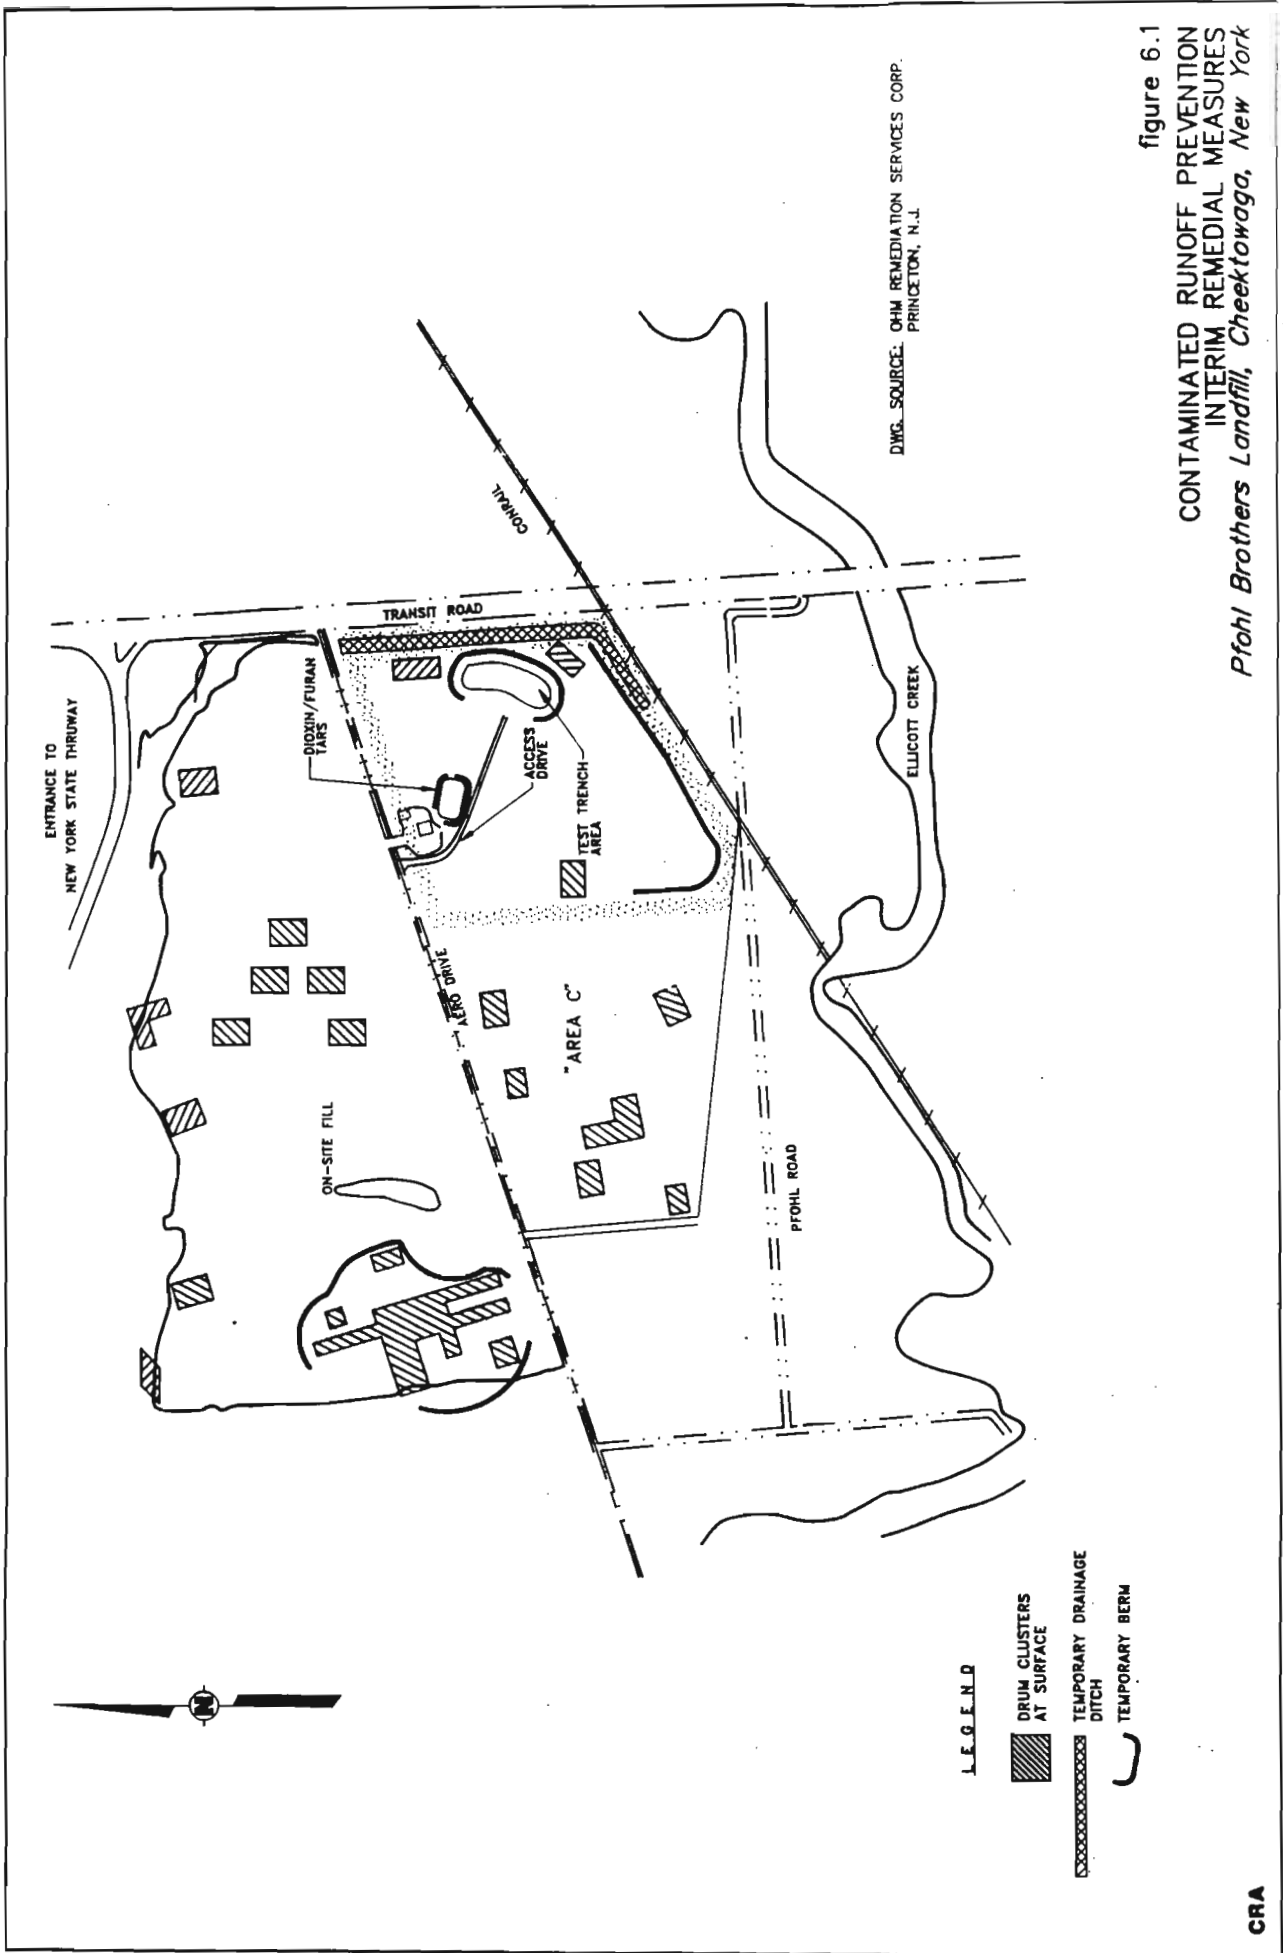 ENTRANCE TO
NEW YORK STATE THRUWAY
TRANSIT ROAD
CONRAIL
DIOXIN/FURAN
TARS
ACCESS
DRIVE
TEST TRENCH
AREA
AERO DRIVE
"AREA C"
ON-SITE FILL
PFOHL ROAD
ELLICOTT CREEK
N
DWG. SOURCE: OHM REMEDIATION SERVICES CORP.
PRINCETON, N.J.
LEGEND
DRUM CLUSTERS
AT SURFACE
TEMPORARY DRAINAGE
DITCH
TEMPORARY BERM
figure 6.1
CONTAMINATED RUNOFF PREVENTION
INTERIM REMEDIAL MEASURES
Pfohl Brothers Landfill, Cheektowaga, New York
CRA